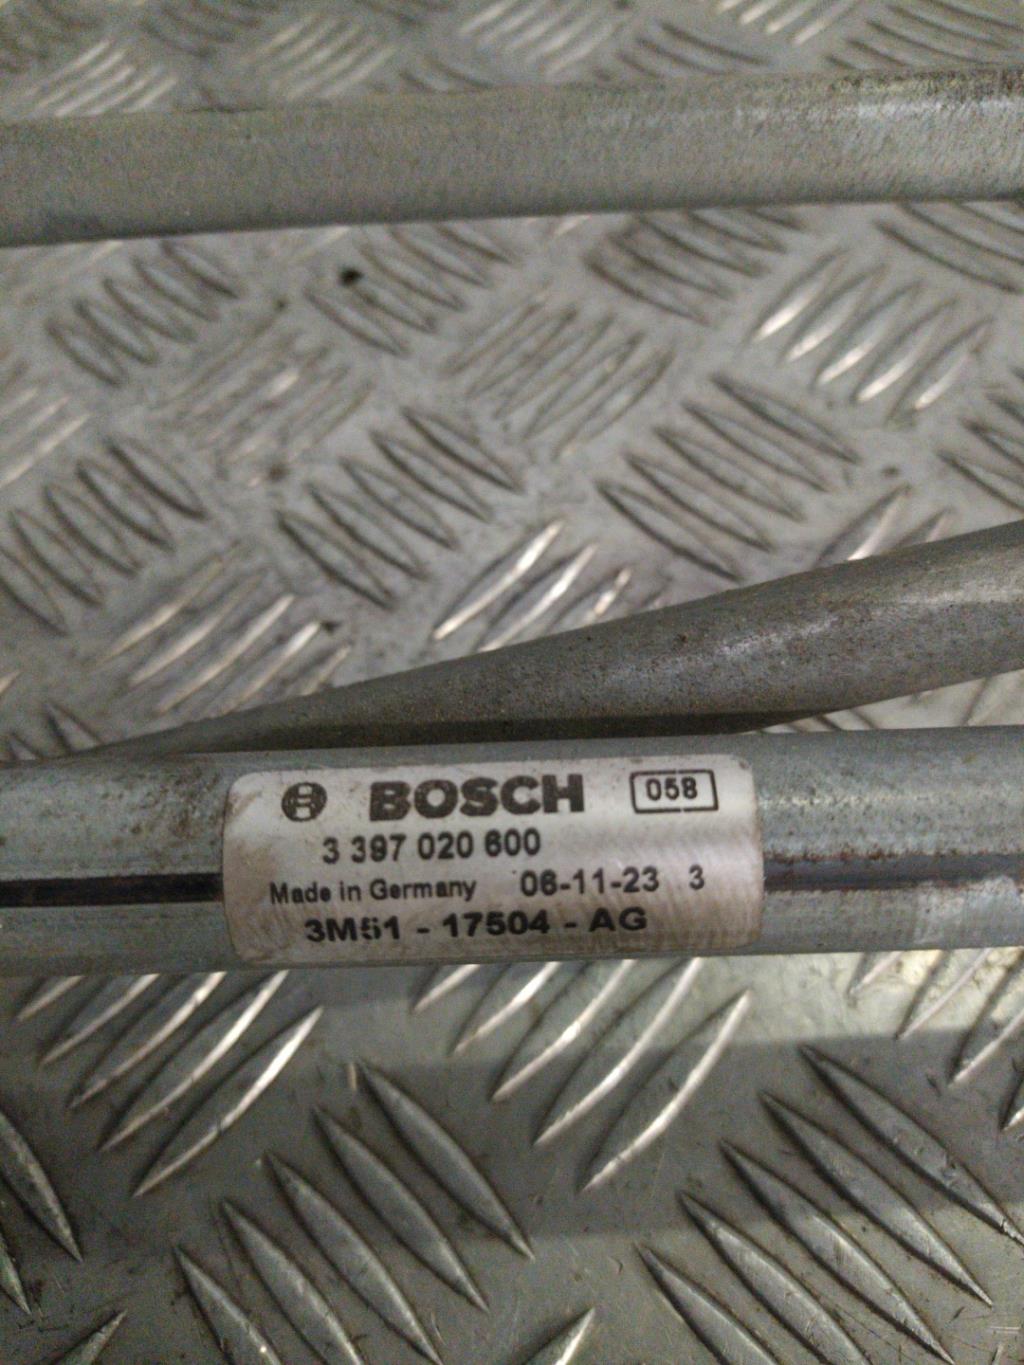 BOSCH 058
3 397 020 600
Made in Germany 06-11-23 3
3M51 - 17504 - AG